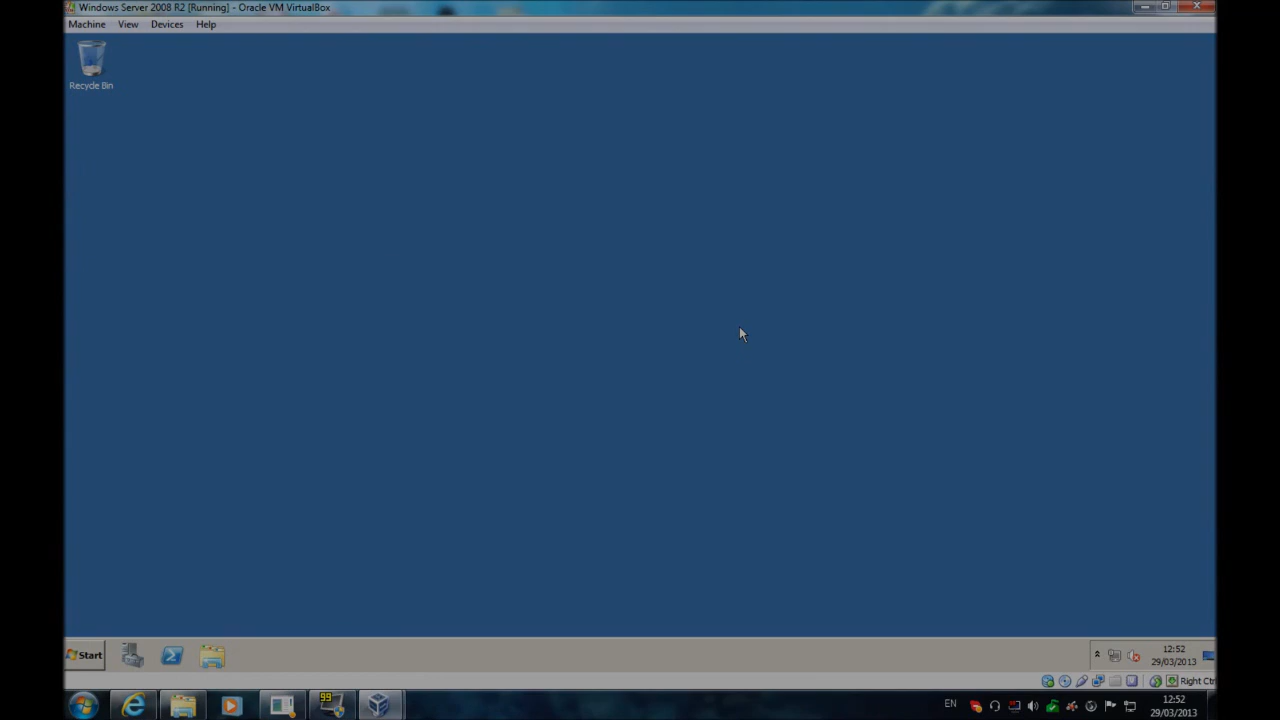 Windows Server 2008 R2 [Running] - Oracle VM VirtualBox
Machine View Devices Help
Recycle Bin
Start
12:52
29/03/2013
Right Ctrl
99
EN
12:52
29/03/2013